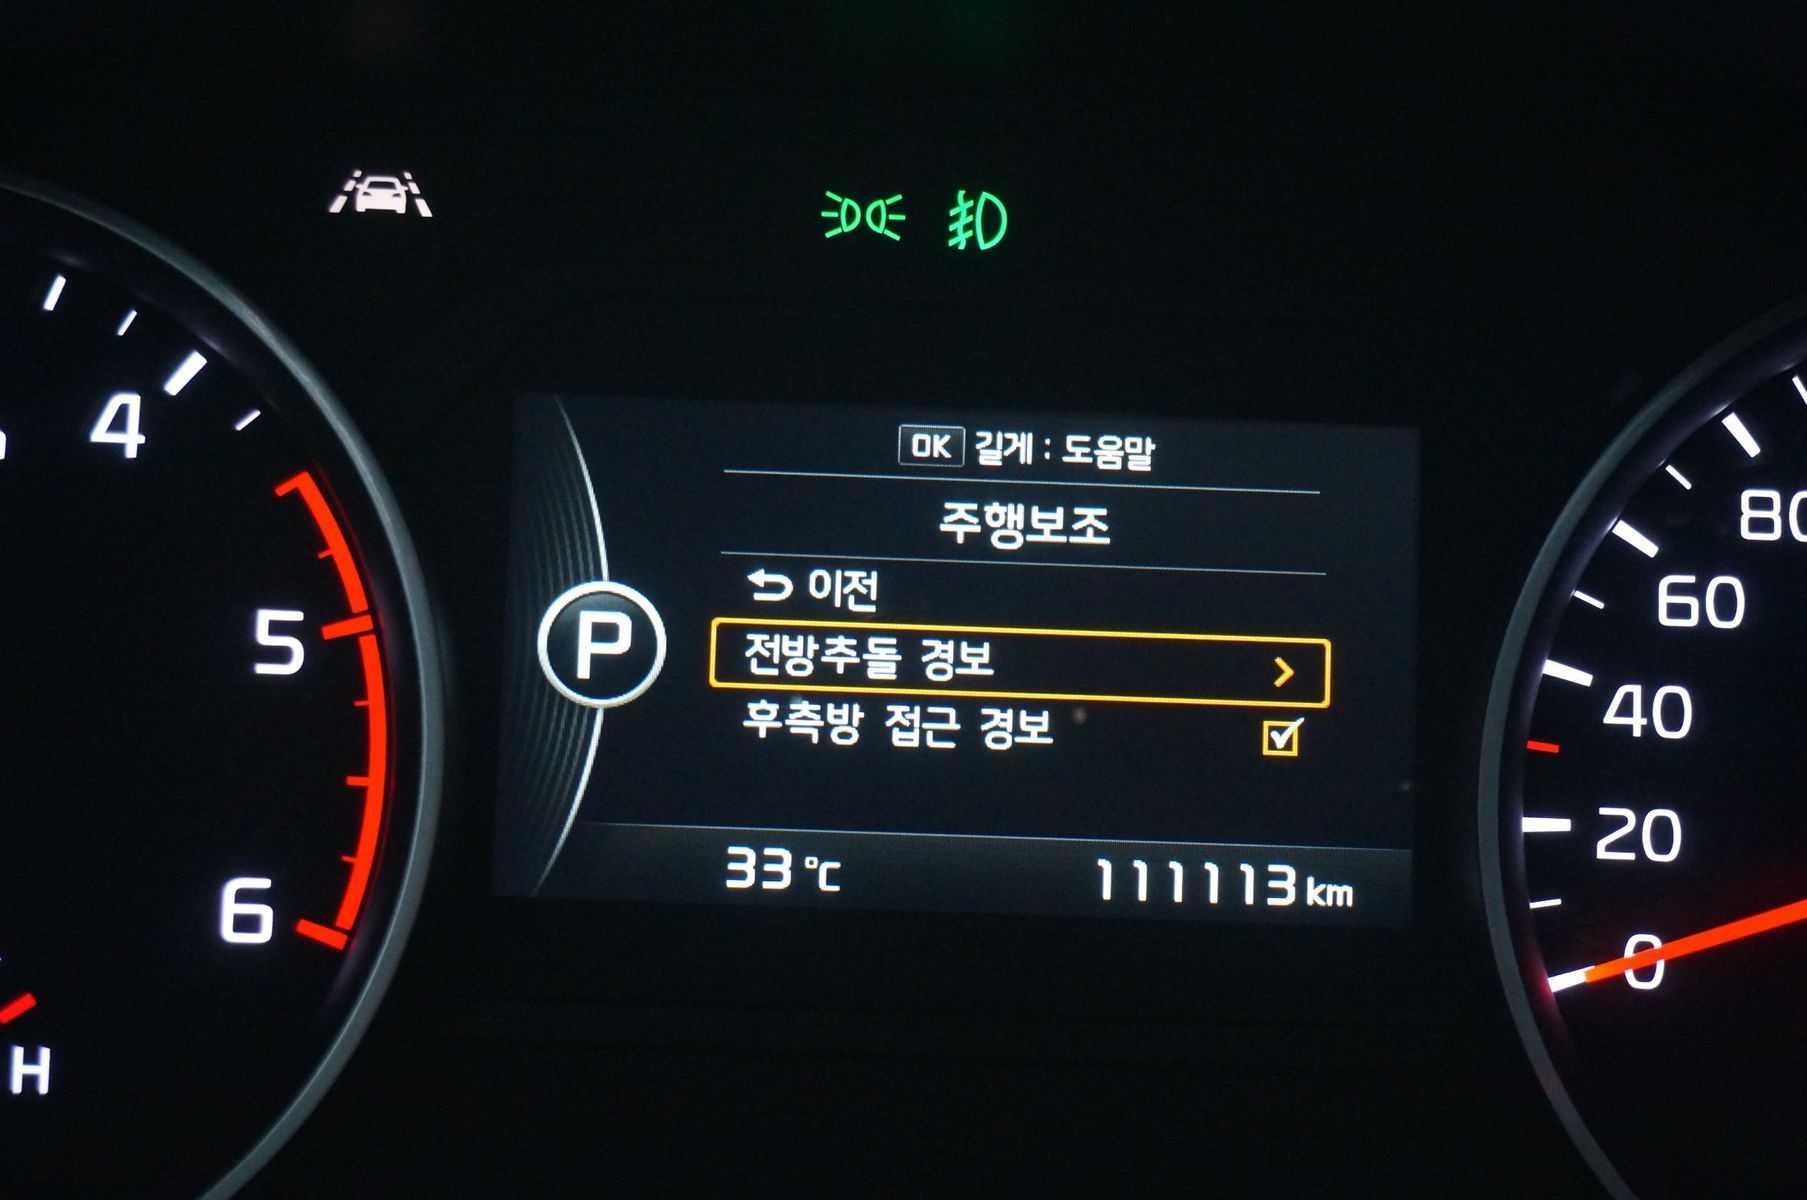 OK 길게 : 도움말
주행보조
이전
P
전방추돌 경보 >
후측방 접근 경보
33 °C 111113 km
4
5
6
H
80
60
40
20
0